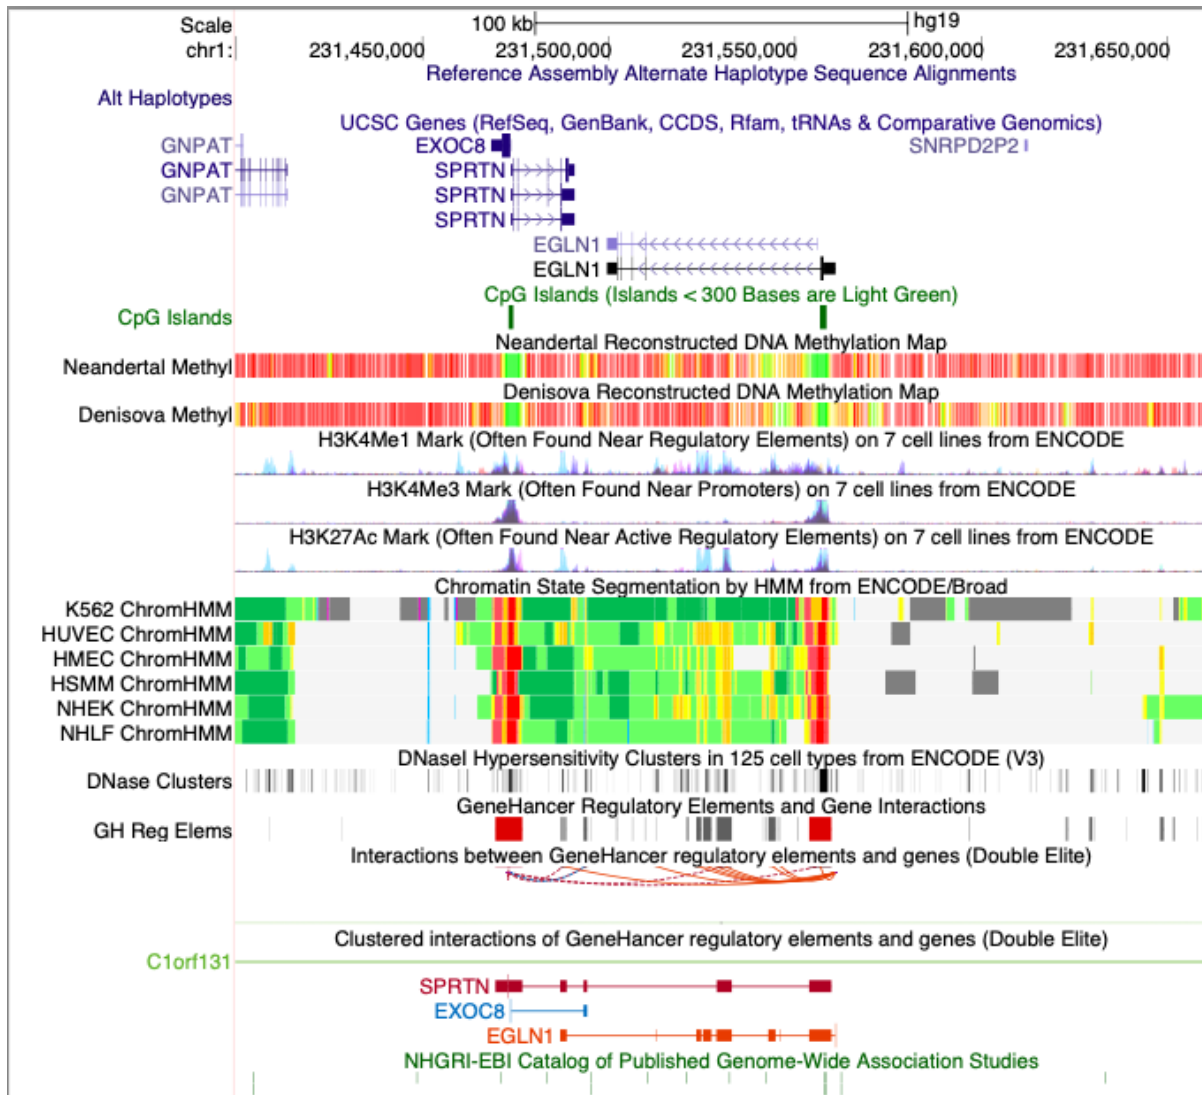 Scale 100 kb hg19
chr1: 231,450,000 231,500,000 231,550,000 231,600,000 231,650,000
Reference Assembly Alternate Haplotype Sequence Alignments
Alt Haplotypes
UCSC Genes (RefSeq, GenBank, CCDS, Rfam, tRNAs & Comparative Genomics)
GNPAT EXOC8 SNRPD2P2
GNPAT SPRTN
GNPAT SPRTN
SPRTN
EGLN1
EGLN1
CpG Islands (Islands < 300 Bases are Light Green)
CpG Islands
Neandertal Reconstructed DNA Methylation Map
Neandertal Methyl
Denisova Reconstructed DNA Methylation Map
Denisova Methyl
H3K4Me1 Mark (Often Found Near Regulatory Elements) on 7 cell lines from ENCODE
H3K4Me3 Mark (Often Found Near Promoters) on 7 cell lines from ENCODE
H3K27Ac Mark (Often Found Near Active Regulatory Elements) on 7 cell lines from ENCODE
Chromatin State Segmentation by HMM from ENCODE/Broad
K562 ChromHMM
HUVEC ChromHMM
HMEC ChromHMM
HSMM ChromHMM
NHEK ChromHMM
NHLF ChromHMM
DNaseI Hypersensitivity Clusters in 125 cell types from ENCODE (V3)
DNase Clusters
GeneHancer Regulatory Elements and Gene Interactions
GH Reg Elems
Interactions between GeneHancer regulatory elements and genes (Double Elite)
Clustered interactions of GeneHancer regulatory elements and genes (Double Elite)
C1orf131
SPRTN
EXOC8
EGLN1
NHGRI-EBI Catalog of Published Genome-Wide Association Studies